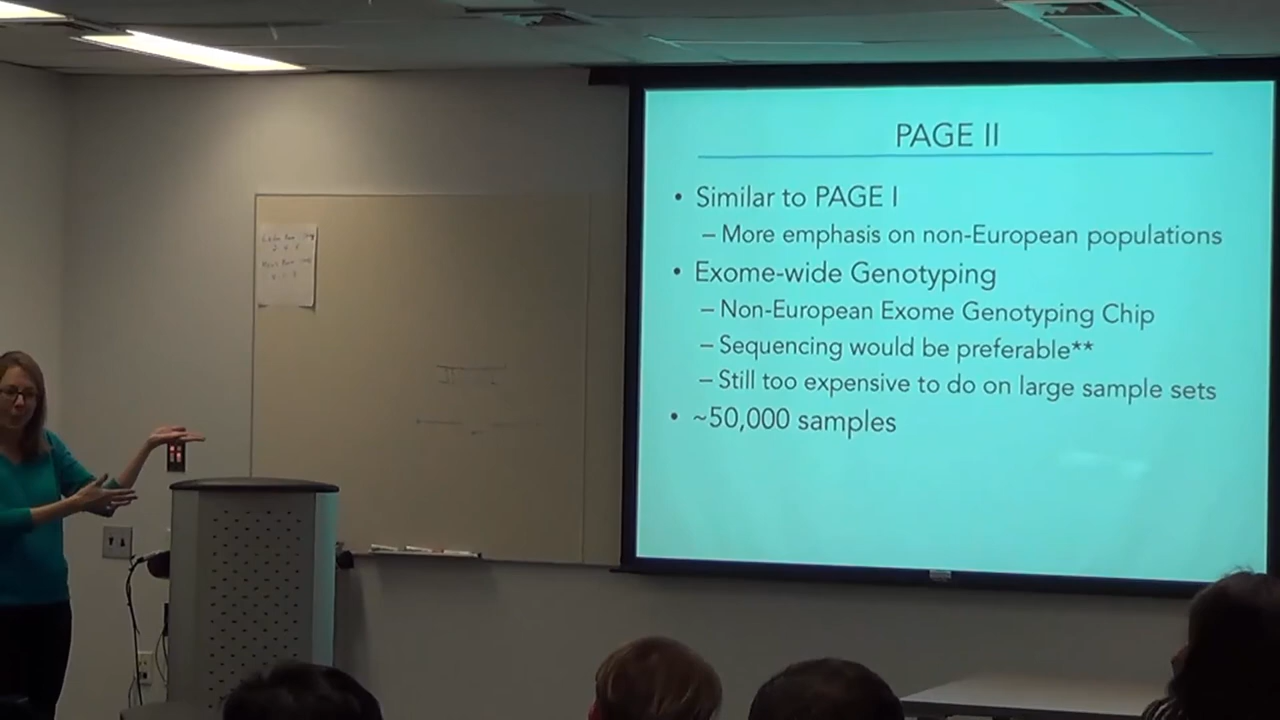 PAGE II
• Similar to PAGE I
– More emphasis on non-European populations
• Exome-wide Genotyping
– Non-European Exome Genotyping Chip
– Sequencing would be preferable**
– Still too expensive to do on large sample sets
• ~50,000 samples